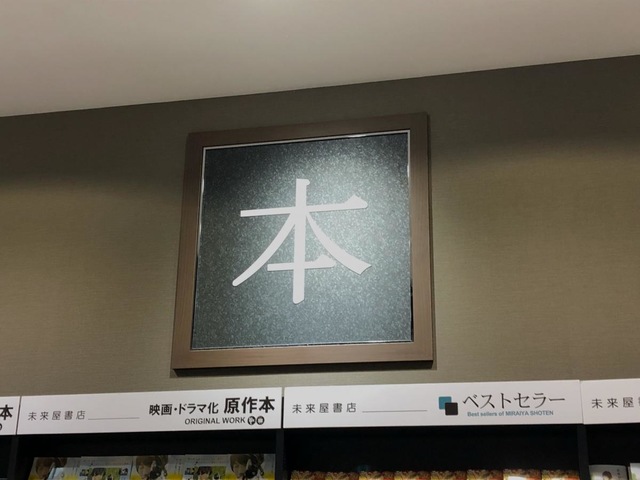 本
本
未来屋書店
映画・ドラマ化 原作本
ORIGINAL WORK
未来屋書店
ベストセラー
Best sellers of MIRAIYA SHOTEN
未来屋書